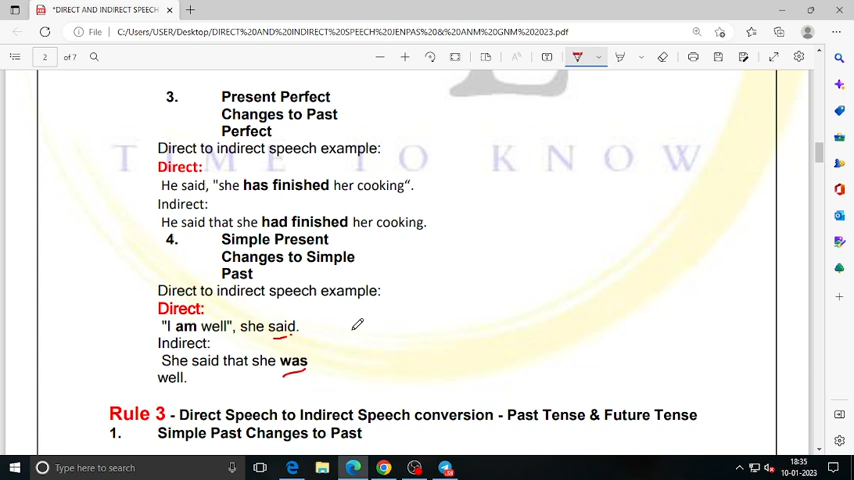 *DIRECT AND INDIRECT SPEECH
File
C:/Users/USER/Desktop/DIRECT%20AND%20INDIRECT%20SPEECH%20JENPAS%20&%20ANM%20GNM%202023.pdf
2 of 7
3. Present Perfect
Changes to Past
Perfect
Direct to indirect speech example:
TIME TO KNOW
Direct:
He said, "she has finished her cooking“.
Indirect:
He said that she had finished her cooking.
4. Simple Present
Changes to Simple
Past
Direct to indirect speech example:
Direct:
"I am well", she said.
Indirect:
She said that she was
well.
Rule 3 - Direct Speech to Indirect Speech conversion - Past Tense & Future Tense
1. Simple Past Changes to Past
Type here to search
18:35
10-01-2023